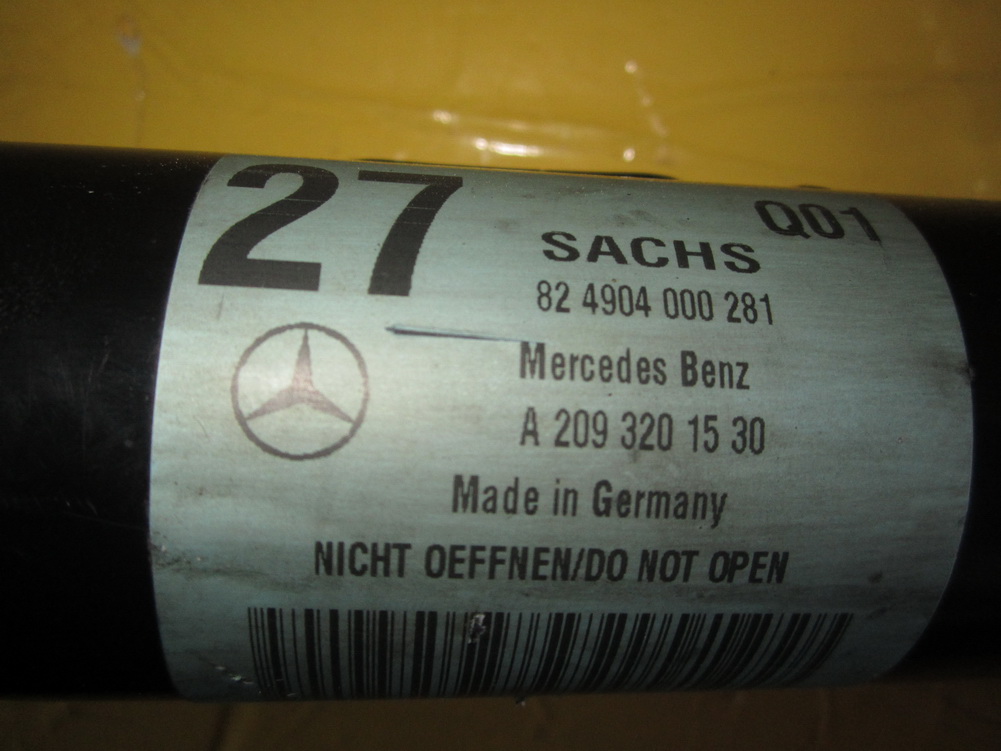 27
Q01
SACHS
82 4904 000 281
Mercedes Benz
A 209 320 15 30
Made in Germany
NICHT OEFFNEN/DO NOT OPEN